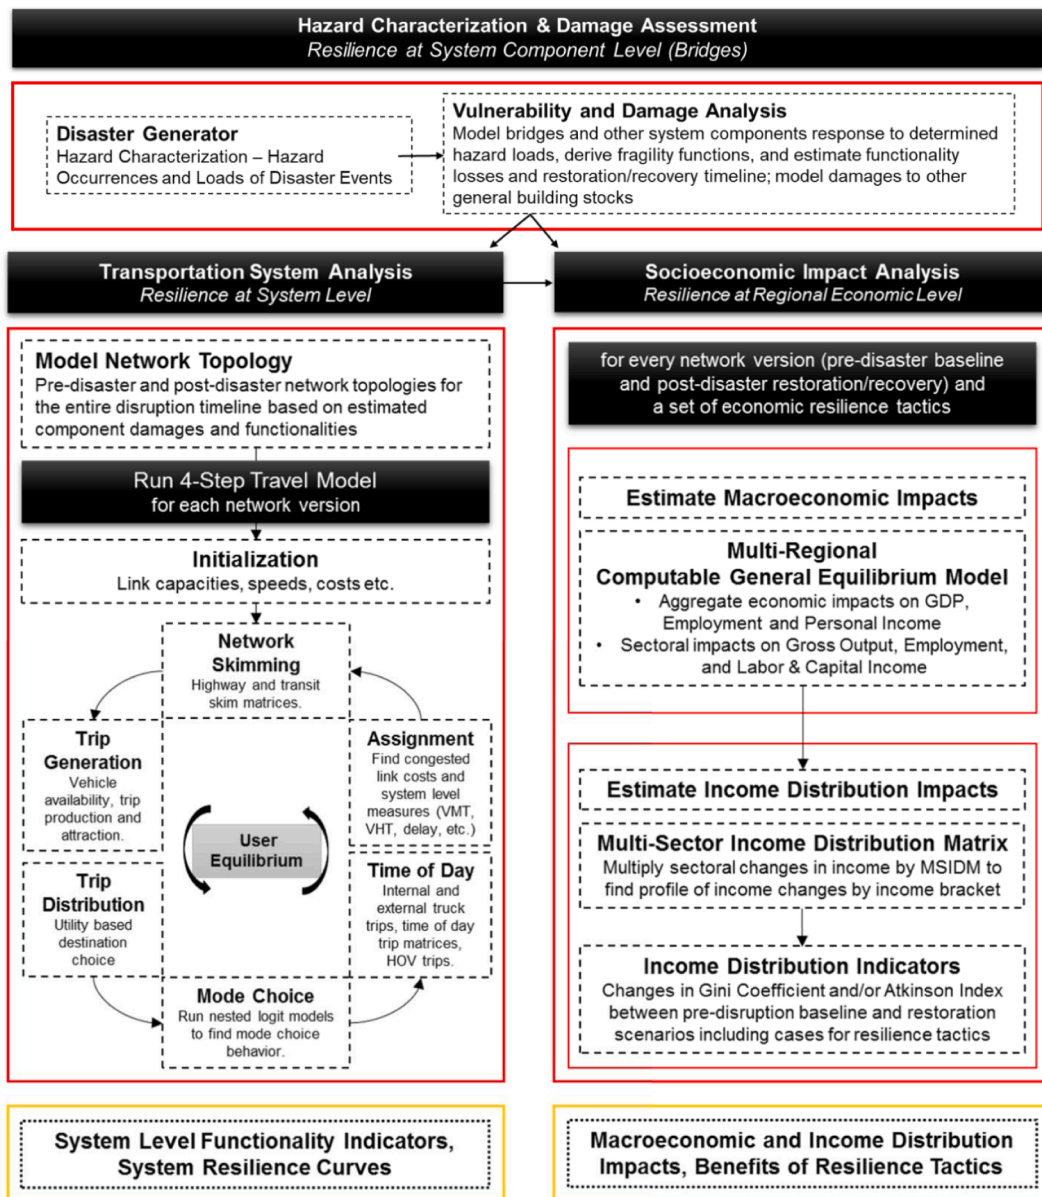 Hazard Characterization & Damage Assessment
Resilience at System Component Level (Bridges)
Disaster Generator
Hazard Characterization – Hazard
Occurrences and Loads of Disaster Events
Vulnerability and Damage Analysis
Model bridges and other system components response to determined
hazard loads, derive fragility functions, and estimate functionality
losses and restoration/recovery timeline; model damages to other
general building stocks
Transportation System Analysis
Resilience at System Level
Socioeconomic Impact Analysis
Resilience at Regional Economic Level
Model Network Topology
Pre-disaster and post-disaster network topologies for
the entire disruption timeline based on estimated
component damages and functionalities
Run 4-Step Travel Model
for each network version
Initialization
Link capacities, speeds, costs etc.
Network
Skimming
Highway and transit
skim matrices.
Trip
Generation
Vehicle
availability, trip
production and
attraction.
Assignment
Find congested
link costs and
system level
measures (VMT,
VHT, delay, etc.)
User
Equilibrium
Trip
Distribution
Utility based
destination
choice
Time of Day
Internal and
external truck
trips, time of day
trip matrices,
HOV trips.
Mode Choice
Run nested logit models
to find mode choice
behavior.
for every network version (pre-disaster baseline
and post-disaster restoration/recovery) and
a set of economic resilience tactics
Estimate Macroeconomic Impacts
Multi-Regional
Computable General Equilibrium Model
• Aggregate economic impacts on GDP,
Employment and Personal Income
• Sectoral impacts on Gross Output, Employment,
and Labor & Capital Income
Estimate Income Distribution Impacts
Multi-Sector Income Distribution Matrix
Multiply sectoral changes in income by MSIDM to
find profile of income changes by income bracket
Income Distribution Indicators
Changes in Gini Coefficient and/or Atkinson Index
between pre-disruption baseline and restoration
scenarios including cases for resilience tactics
System Level Functionality Indicators,
System Resilience Curves
Macroeconomic and Income Distribution
Impacts, Benefits of Resilience Tactics